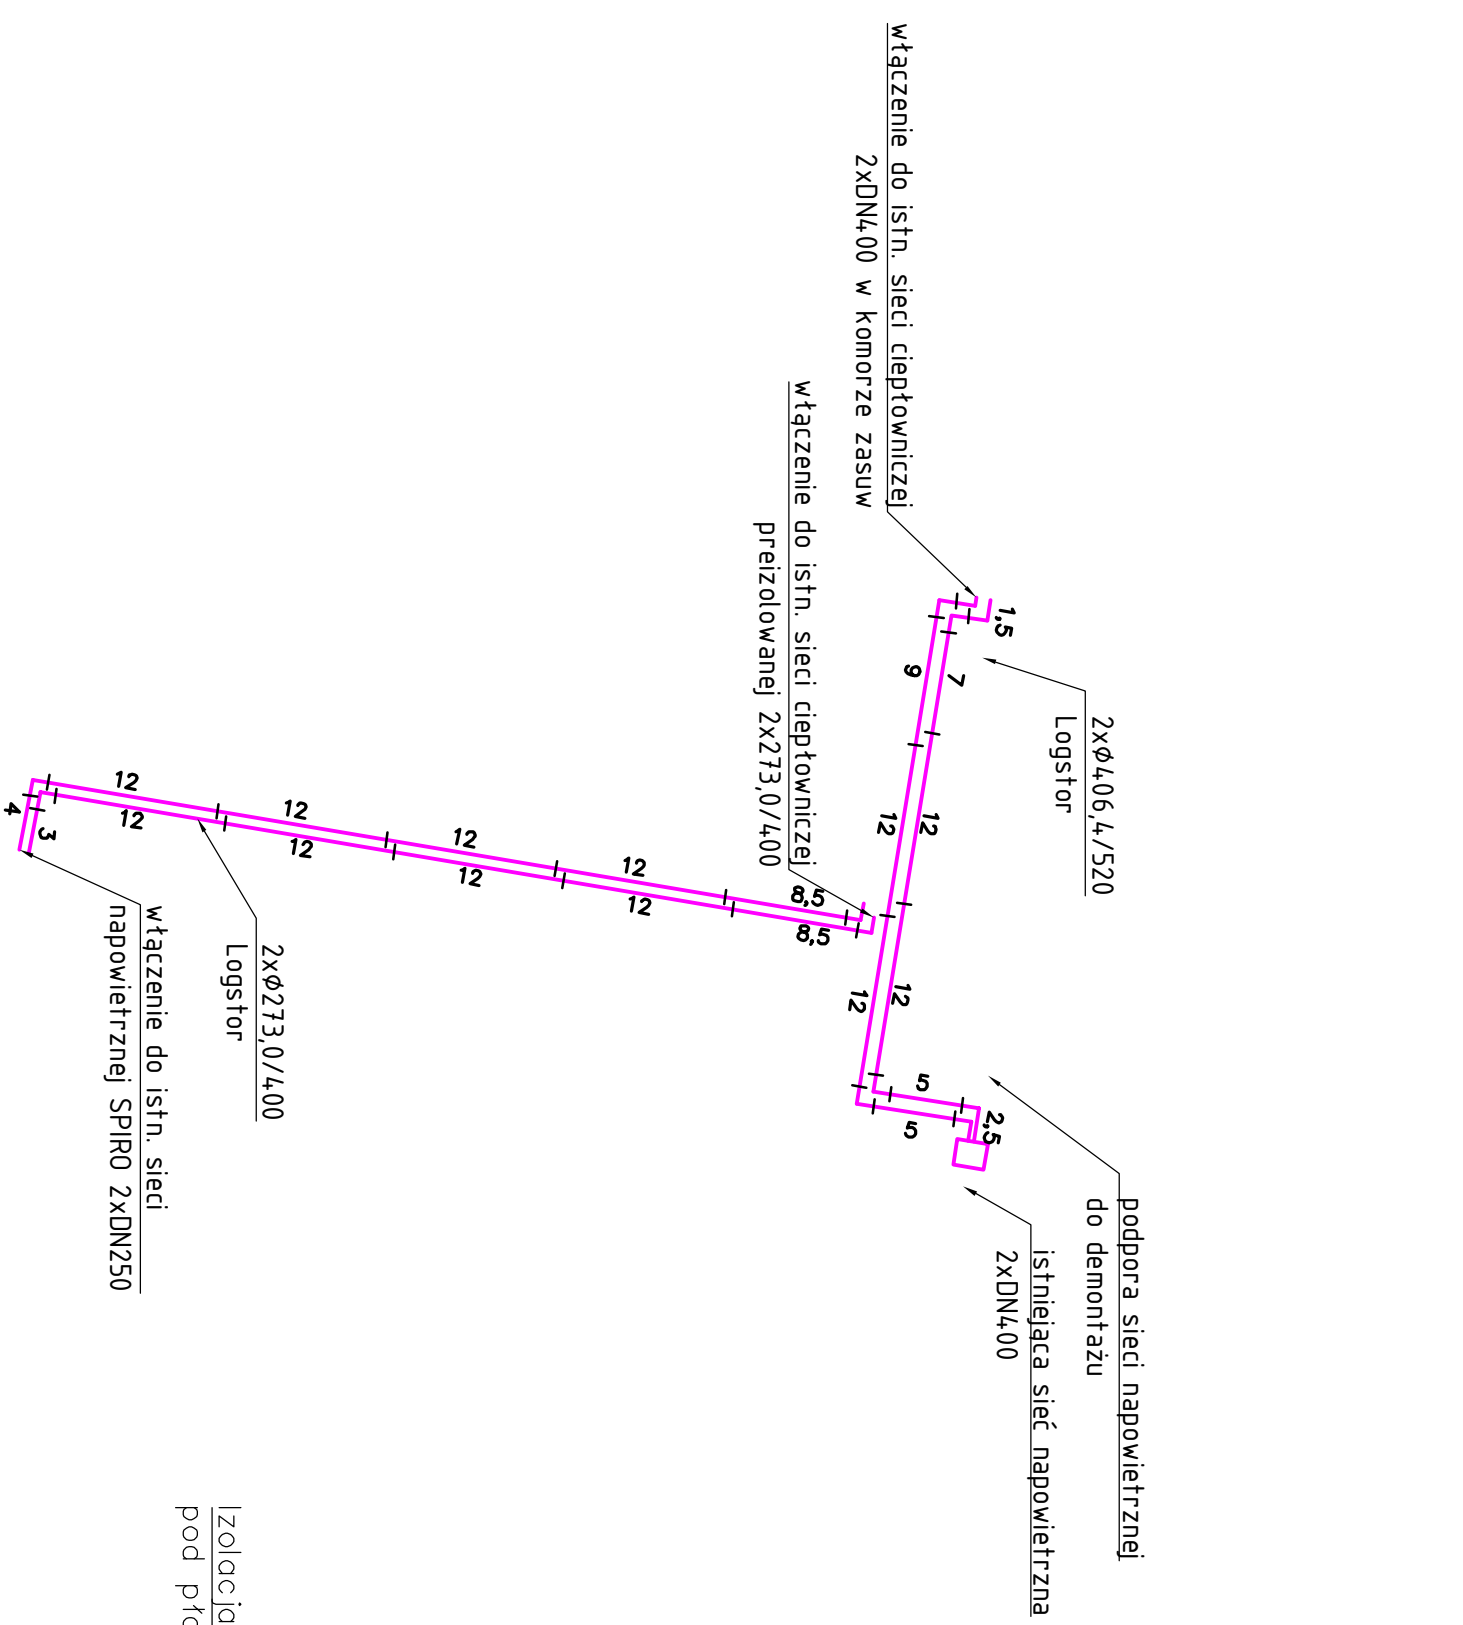 włączenie do istn. sieci ciepłowniczej
2xDN400 w komorze zasuw
włączenie do istn. sieci ciepłowniczej
preizolowanej 2x273,0/400
2xφ406,4/520
Logstor
1,5
9
7
12
12
12
12
5
5
2,5
podpora sieci napowietrznej
do demontażu
istniejąca sieć napowietrzna
2xDN400
8,5
8,5
12
12
12
12
12
12
12
12
4
3
2xφ273,0/400
Logstor
włączenie do istn. sieci
napowietrznej SPIRO 2xDN250
Izolacja
pod